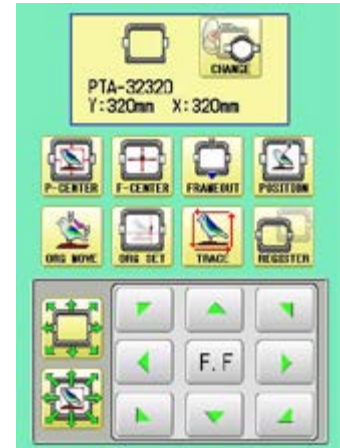 CHANGE
PTA-32320
Y:320mm X:320mm
P-CENTER F-CENTER FRAMEOUT POSITION
ORG MOVE ORG SET TRACE REGISTER
F.F